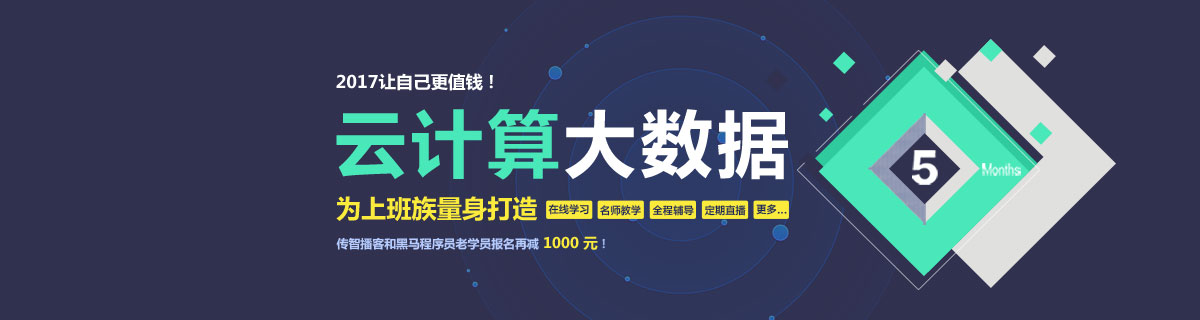 2017让自己更值钱！
云计算大数据
为上班族量身打造 在线学习 名师教学 全程辅导 定期直播 更多...
传智播客和黑马程序员老学员报名再减 1000 元！
5 Months